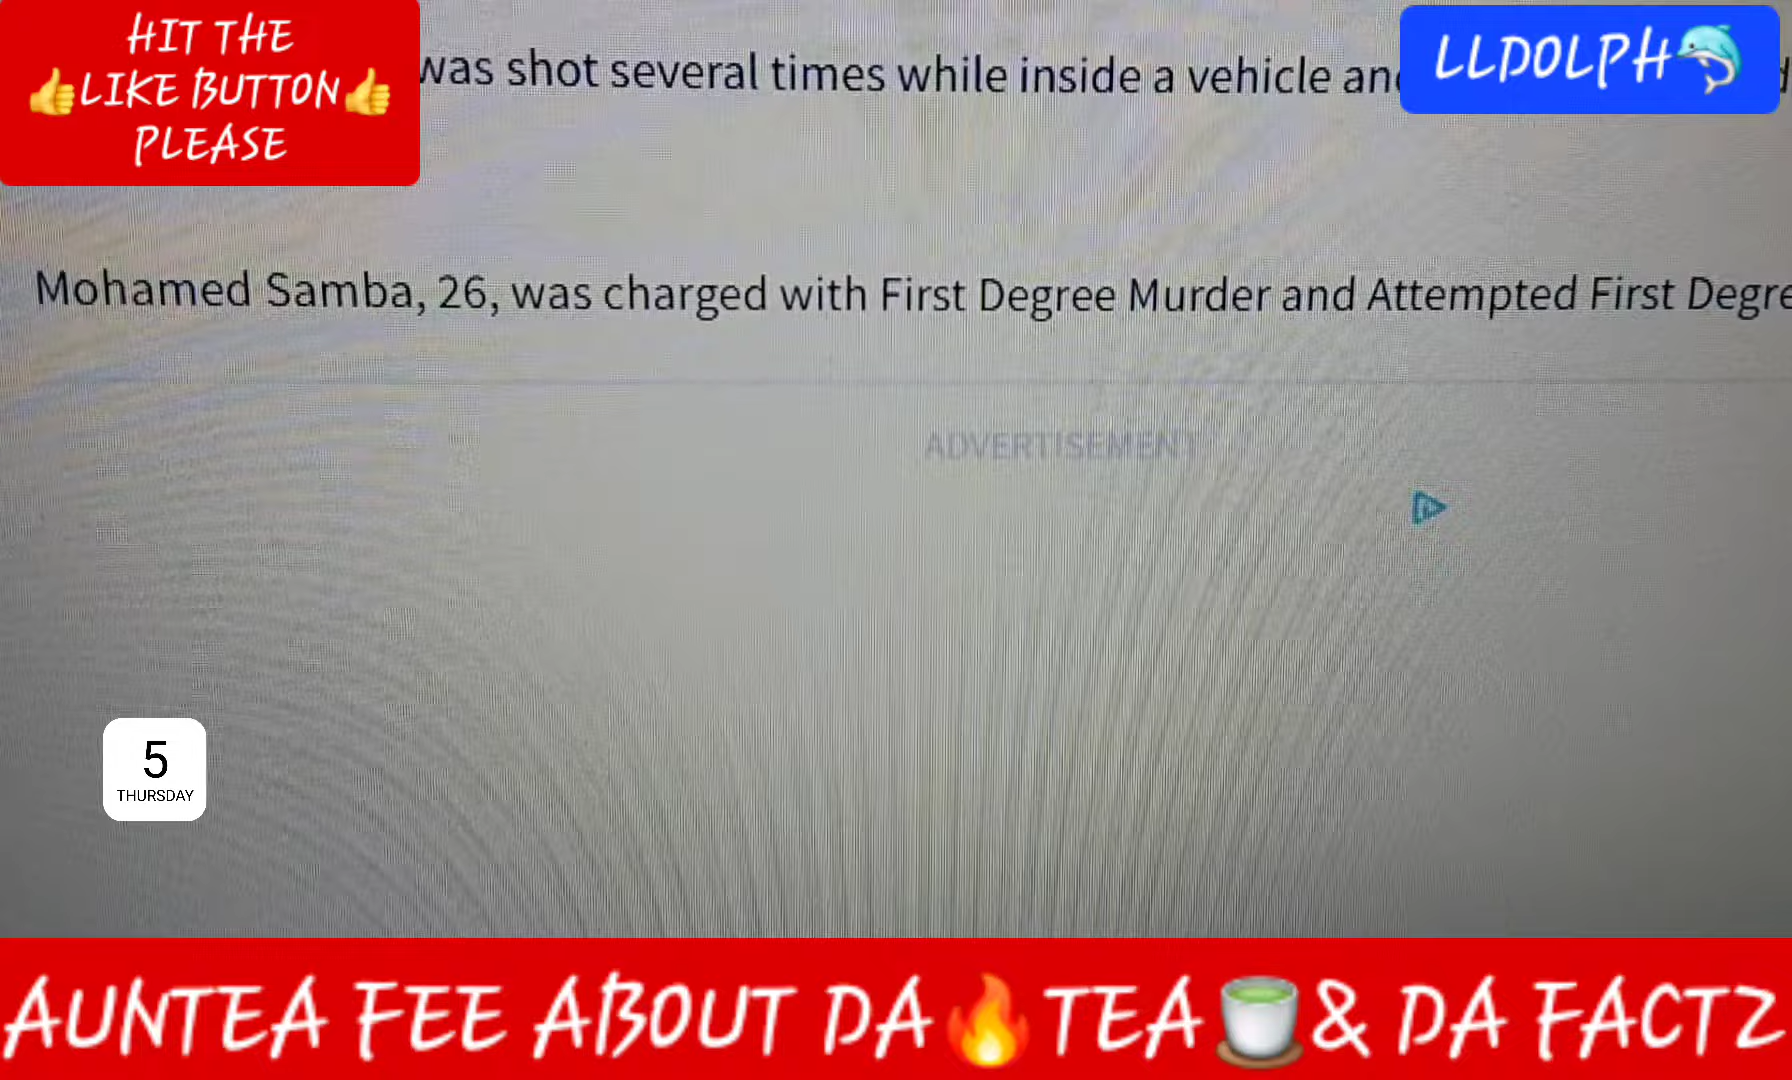 HIT THE
👍LIKE BUTTON👍
PLEASE
was shot several times while inside a vehicle and
LLDOLPH🐬
Mohamed Samba, 26, was charged with First Degree Murder and Attempted First Degre
ADVERTISEMENT
5
THURSDAY
AUNTEA FEE ABOUT DA🔥TEA🍵& DA FACTZ